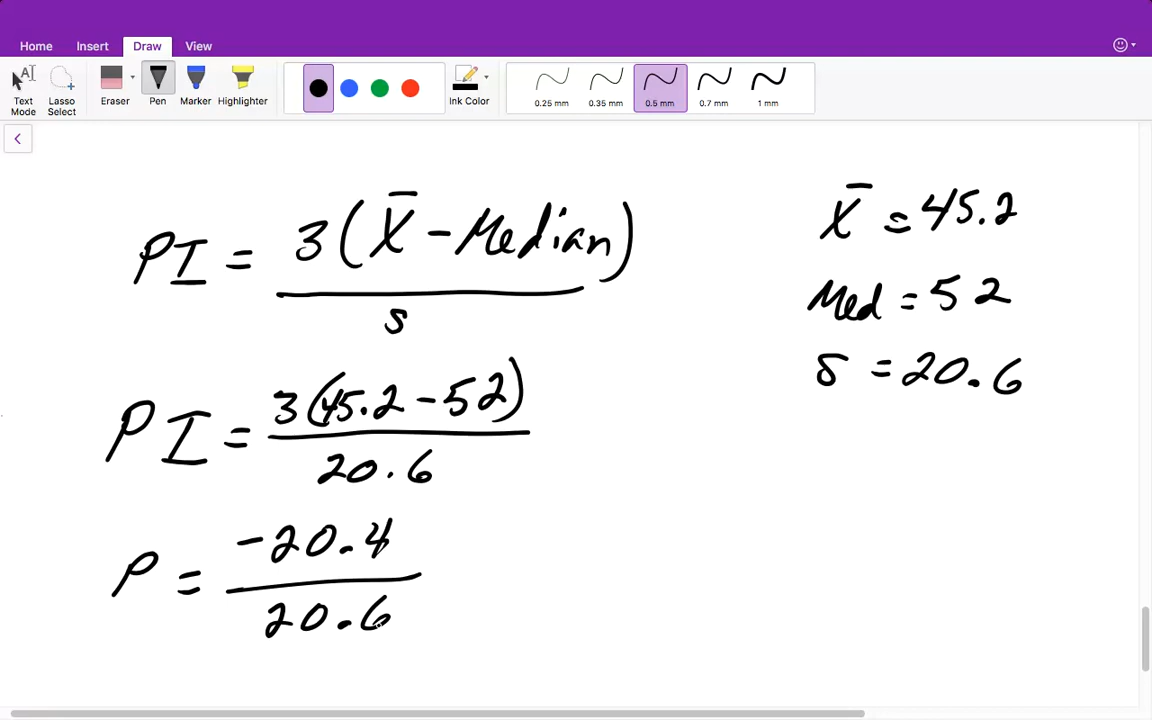 Home Insert Draw View
Text Mode Lasso Select Eraser Pen Marker Highlighter Ink Color 0.25 mm 0.35 mm 0.5 mm 0.7 mm 1 mm
PI = 3(X̄ - Median) / s
X̄ = 45.2
Med = 52
s = 20.6
PI = 3(45.2 - 52) / 20.6
P = -20.4 / 20.6